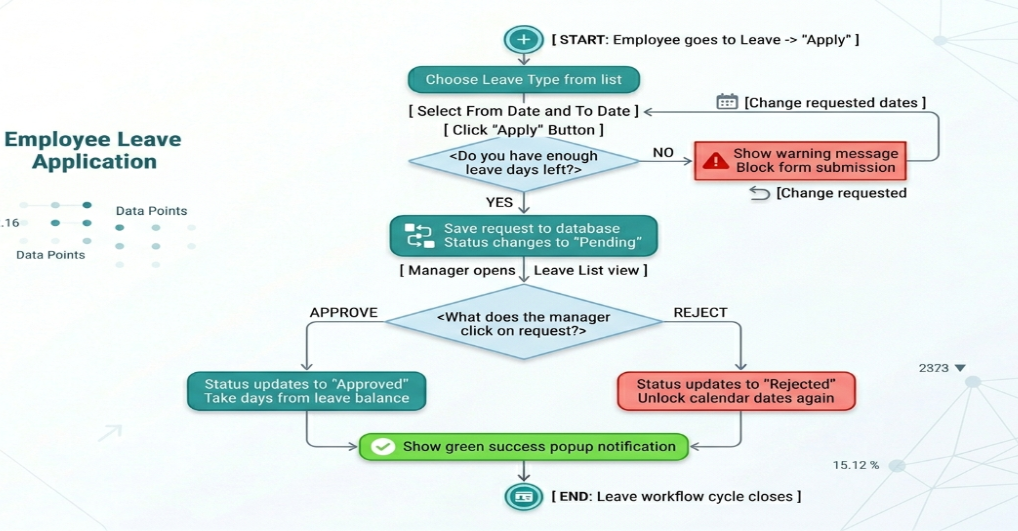 [ START: Employee goes to Leave -> "Apply" ]
Choose Leave Type from list
[ Select From Date and To Date ]
[Change requested dates ]
[ Click "Apply" Button ]
<Do you have enough
leave days left?>
NO
Show warning message
Block form submission
[Change requested
YES
Employee Leave
Application
Data Points
.16
Data Points
Save request to database
Status changes to "Pending"
[ Manager opens
Leave List view ]
<What does the manager
click on request?>
APPROVE
REJECT
Status updates to "Approved"
Take days from leave balance
Status updates to "Rejected"
Unlock calendar dates again
2373
Show green success popup notification
15.12 %
[ END: Leave workflow cycle closes ]